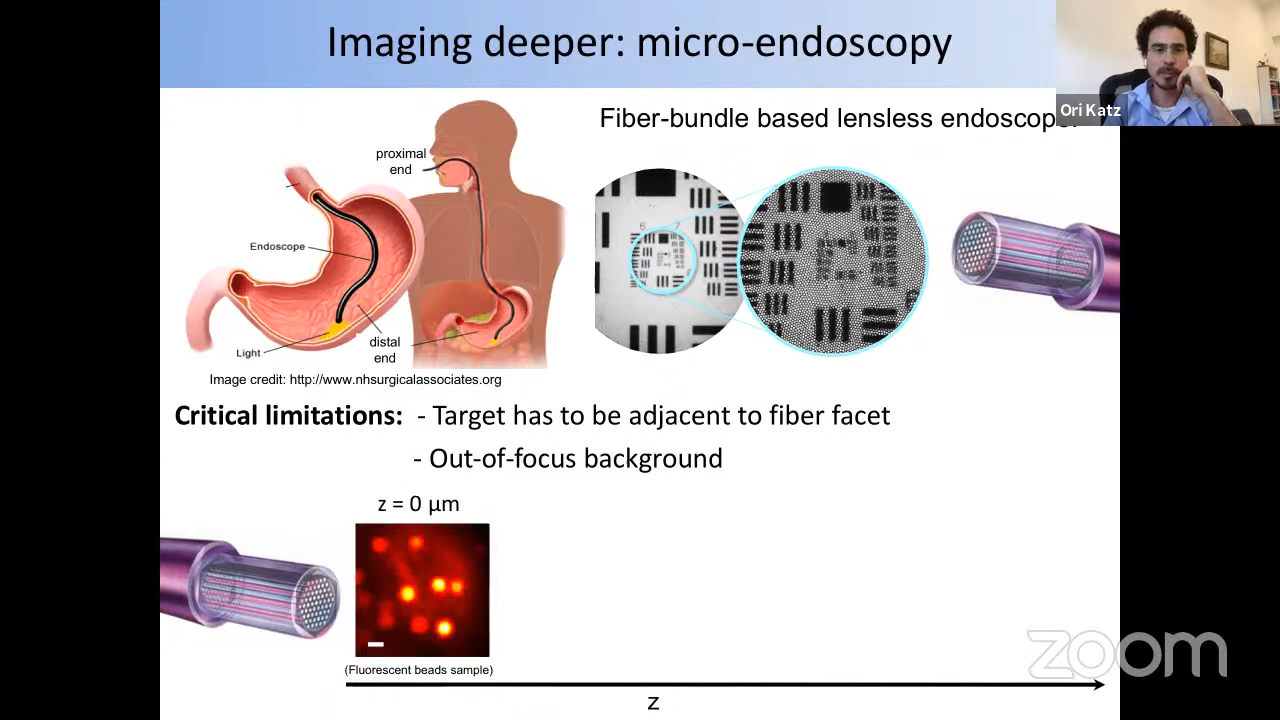 Imaging deeper: micro-endoscopy
Ori Katz
Fiber-bundle based lensless endoscope
proximal
end
Endoscope
Light
distal
end
6
7
Image credit: http://www.nhsurgicalassociates.org
Critical limitations: - Target has to be adjacent to fiber facet
- Out-of-focus background
z = 0 µm
(Fluorescent beads sample)
z
zoom